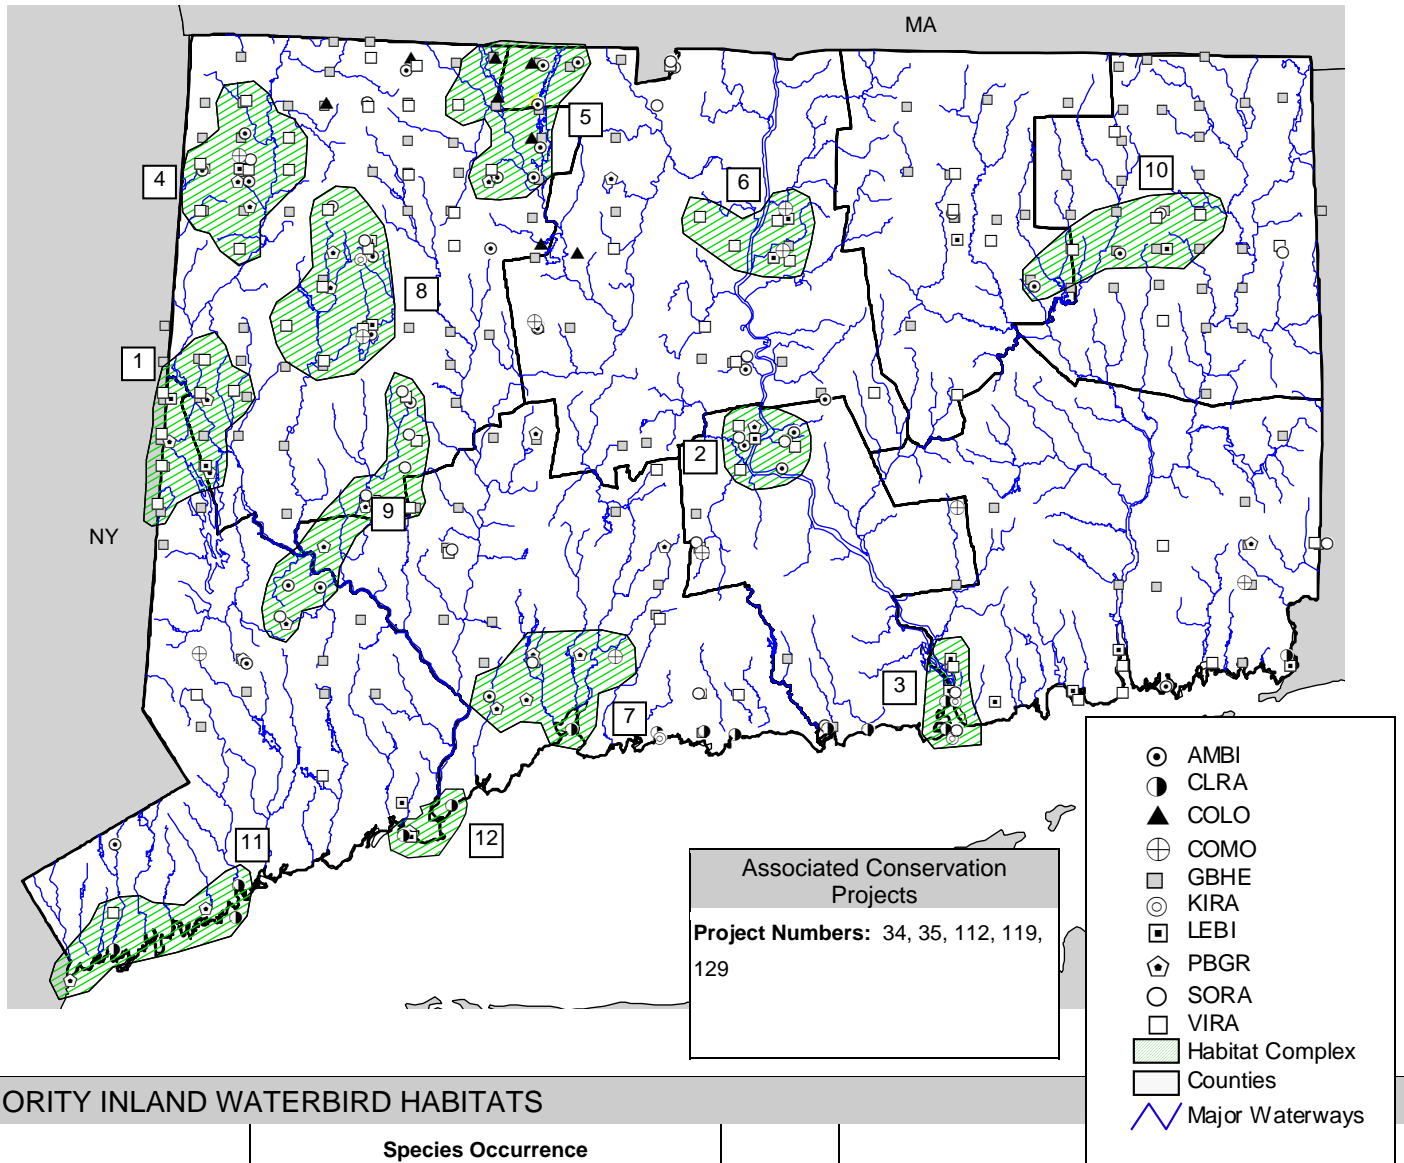 MA
5
4
10
6
8
1
2
9
NY
3
7
12
11
AMBI
CLRA
COLO
COMO
GBHE
KIRA
LEBI
PBGR
SORA
VIRA
Habitat Complex
Counties
Major Waterways
Associated Conservation
Projects
Project Numbers: 34, 35, 112, 119,
129
ORITY INLAND WATERBIRD HABITATS
Species Occurrence